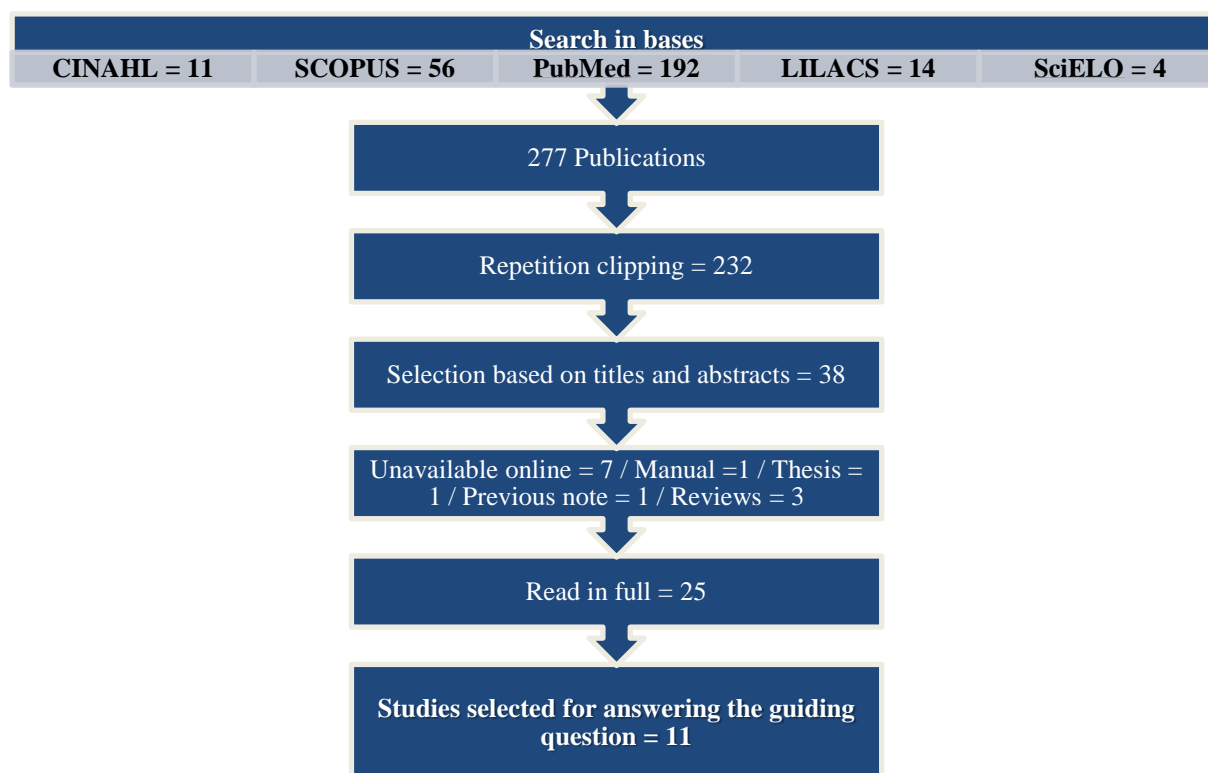 Search in bases
CINAHL = 11 SCOPUS = 56 PubMed = 192 LILACS = 14 SciELO = 4
277 Publications
Repetition clipping = 232
Selection based on titles and abstracts = 38
Unavailable online = 7 / Manual =1 / Thesis =
1 / Previous note = 1 / Reviews = 3
Read in full = 25
Studies selected for answering the guiding
question = 11